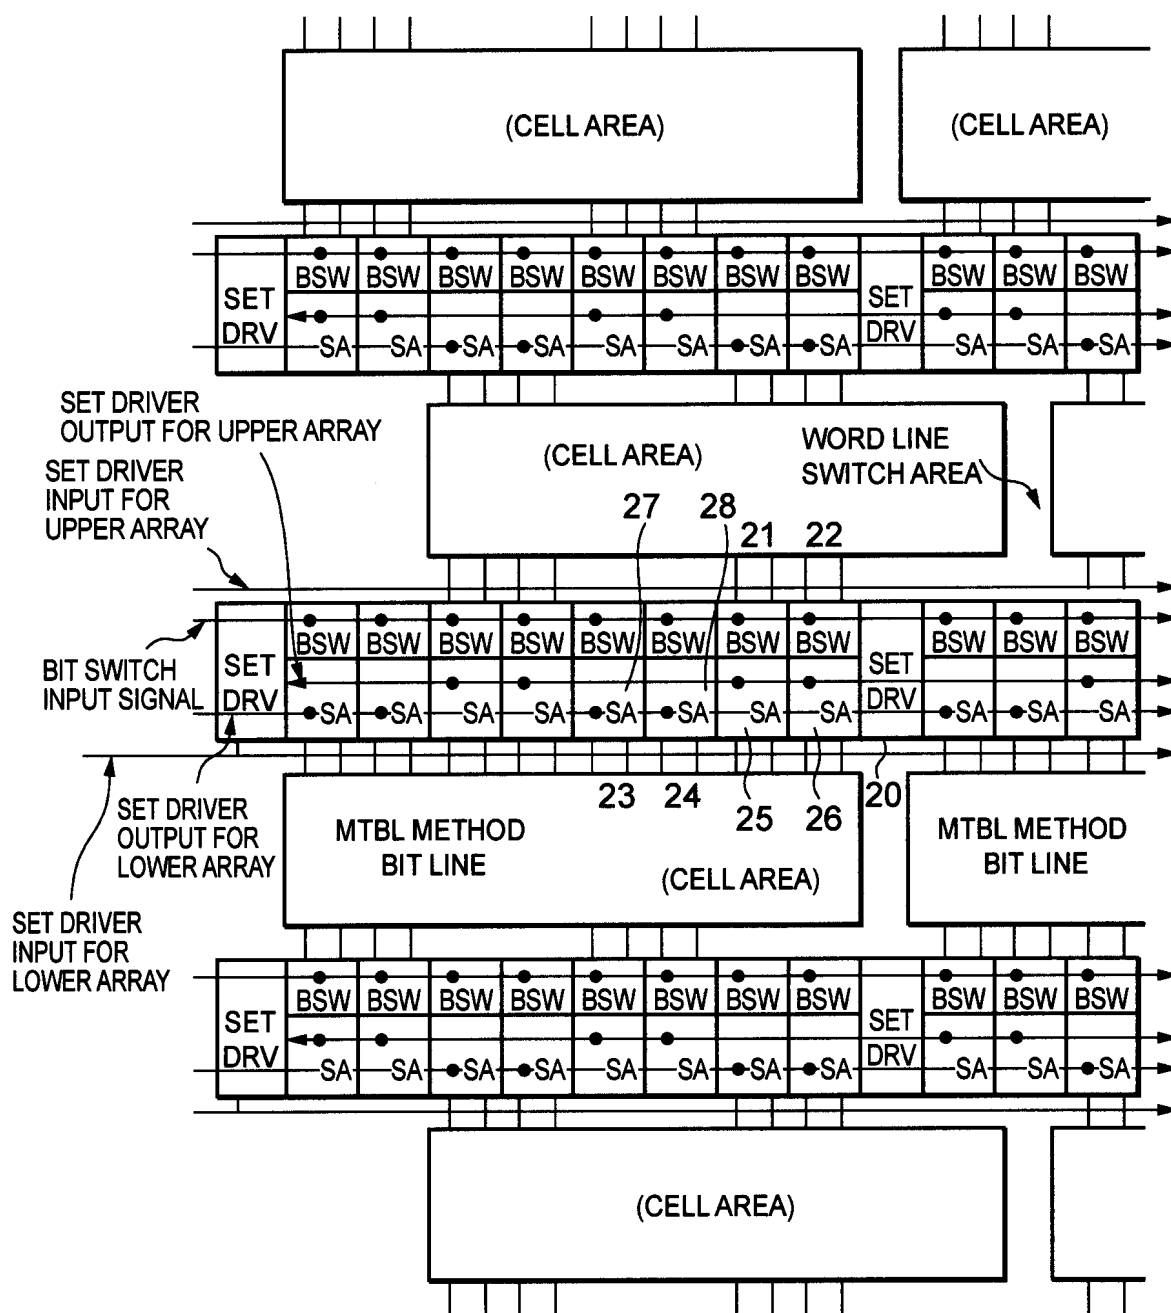 (CELL AREA) (CELL AREA)
BSW BSW BSW BSW BSW BSW BSW BSW BSW BSW BSW
SET DRV SET DRV
SA SA SA SA SA SA SA SA SA SA SA
SET DRIVER
OUTPUT FOR UPPER ARRAY
SET DRIVER
INPUT FOR
UPPER ARRAY
(CELL AREA)
WORD LINE
SWITCH AREA
27 28 21 22
BSW BSW BSW BSW BSW BSW BSW BSW BSW BSW BSW
SET DRV SET DRV
SA SA SA SA SA SA SA SA SA SA SA
BIT SWITCH
INPUT SIGNAL
23 24 25 26 20
SET DRIVER
OUTPUT FOR
LOWER ARRAY
MTBL METHOD
BIT LINE
(CELL AREA)
MTBL METHOD
BIT LINE
SET DRIVER
INPUT FOR
LOWER ARRAY
BSW BSW BSW BSW BSW BSW BSW BSW BSW BSW BSW
SET DRV SET DRV
SA SA SA SA SA SA SA SA SA SA SA
(CELL AREA)